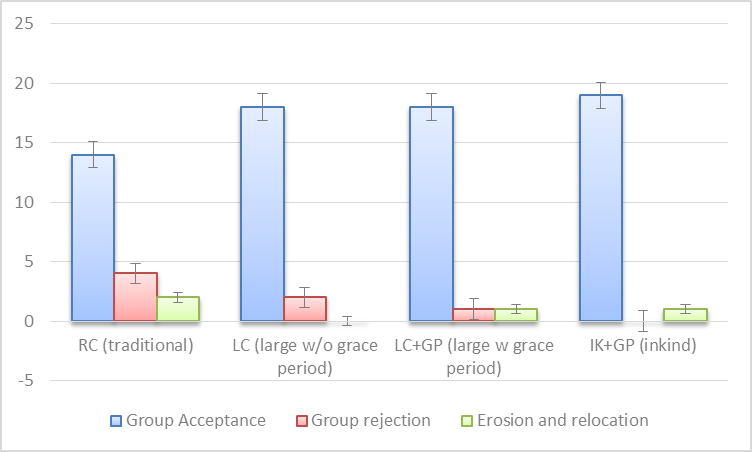 25
20
15
10
5
0
-5
RC (traditional)
LC (large w/o grace
period)
LC+GP (large w grace
period)
IK+GP (inkind)
Group Acceptance
Group rejection
Erosion and relocation